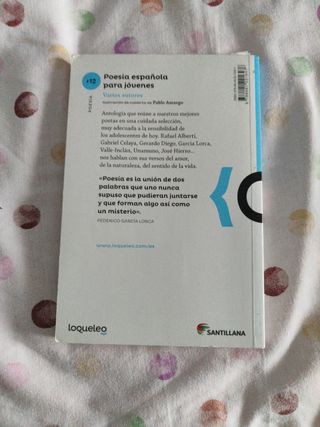 +12
POESÍA
Poesía española
para jóvenes
Varios autores
Ilustración de cubierta de Pablo Amargo
Antología que reúne a nuestros mejores
poetas en una cuidada selección,
muy adecuada a la sensibilidad de
los adolescentes de hoy. Rafael Alberti,
Gabriel Celaya, Gerardo Diego, García Lorca,
Valle-Inclán, Unamuno, José Hierro...
nos hablan con sus versos del amor,
de la naturaleza, del sentido de la vida.
«Poesía es la unión de dos
palabras que uno nunca
supuso que pudieran juntarse
y que forman algo así como
un misterio».
FEDERICO GARCÍA LORCA
www.loqueleo.com/es
loqueleo
SANTILLANA